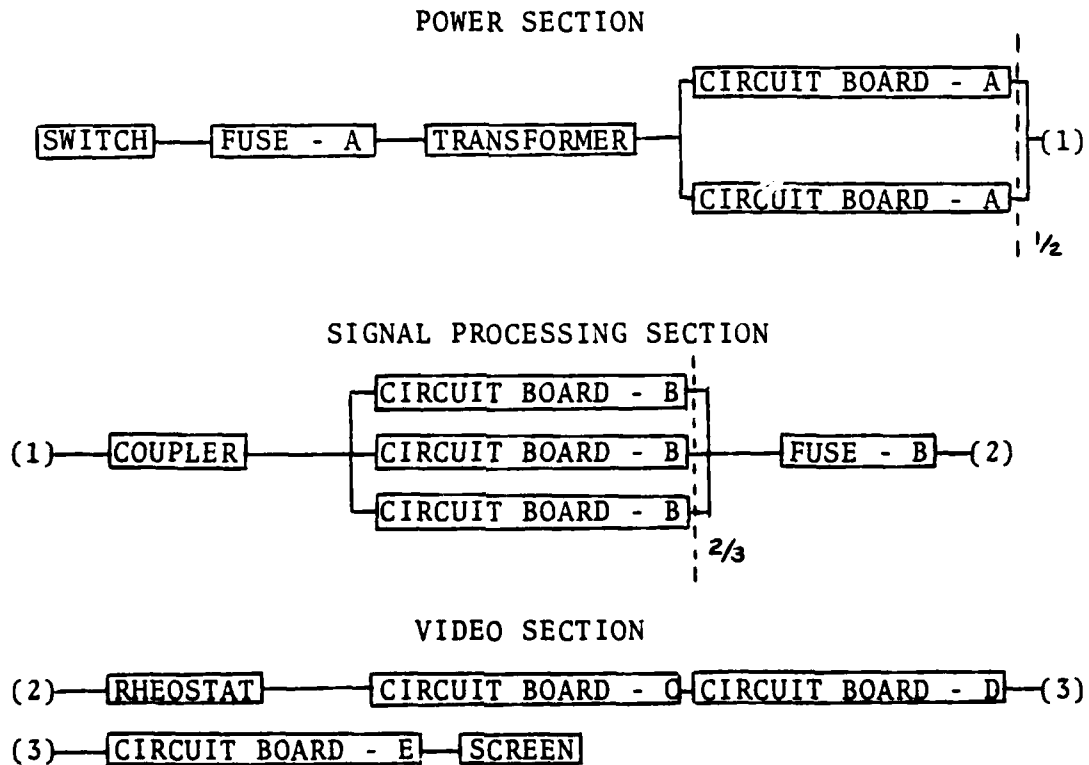 POWER SECTION
CIRCUIT BOARD - A
SWITCH FUSE - A TRANSFORMER (1)
CIRCUIT BOARD - A
1/2
SIGNAL PROCESSING SECTION
CIRCUIT BOARD - B
(1) COUPLER CIRCUIT BOARD - B FUSE - B (2)
CIRCUIT BOARD - B
2/3
VIDEO SECTION
(2) RHEOSTAT CIRCUIT BOARD - C CIRCUIT BOARD - D (3)
(3) CIRCUIT BOARD - E SCREEN